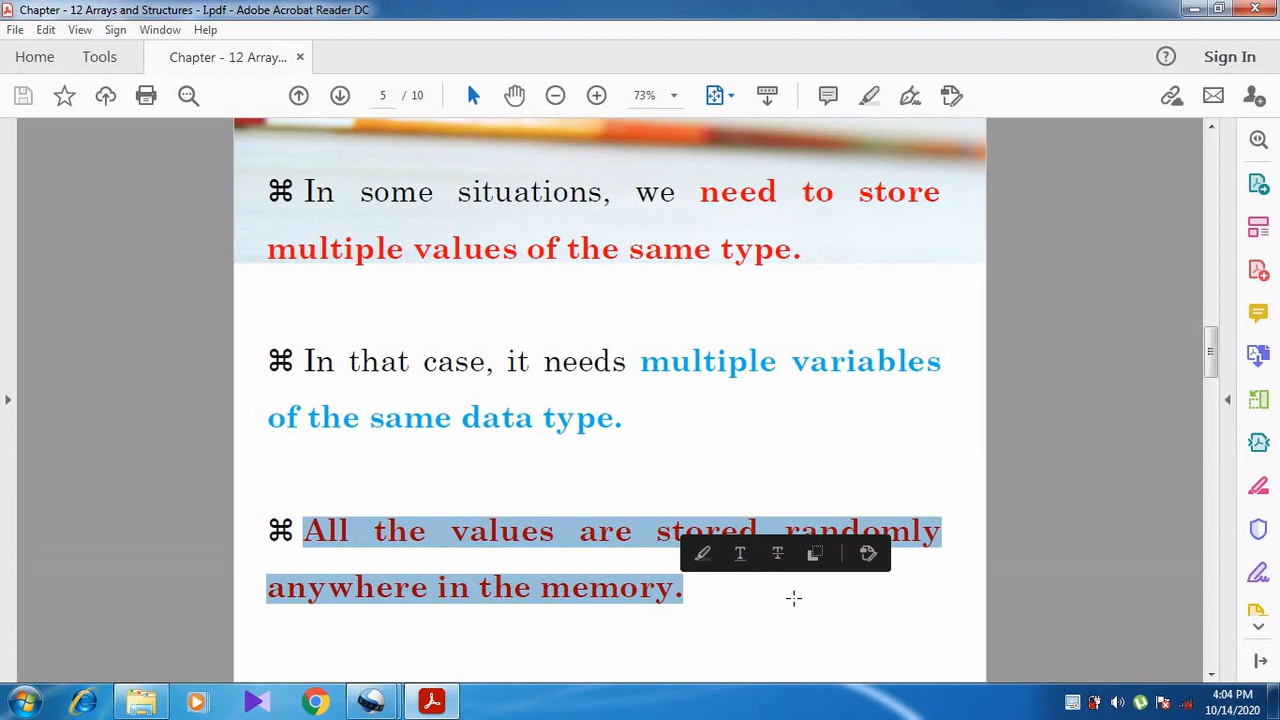 Chapter - 12 Arrays and Structures - I.pdf - Adobe Acrobat Reader DC
File Edit View Sign Window Help
Home Tools Chapter - 12 Array... Sign In
5 / 10 73%
⌘ In some situations, we need to store
multiple values of the same type.
⌘ In that case, it needs multiple variables
of the same data type.
⌘ All the values are stored randomly
anywhere in the memory.
4:04 PM
10/14/2020